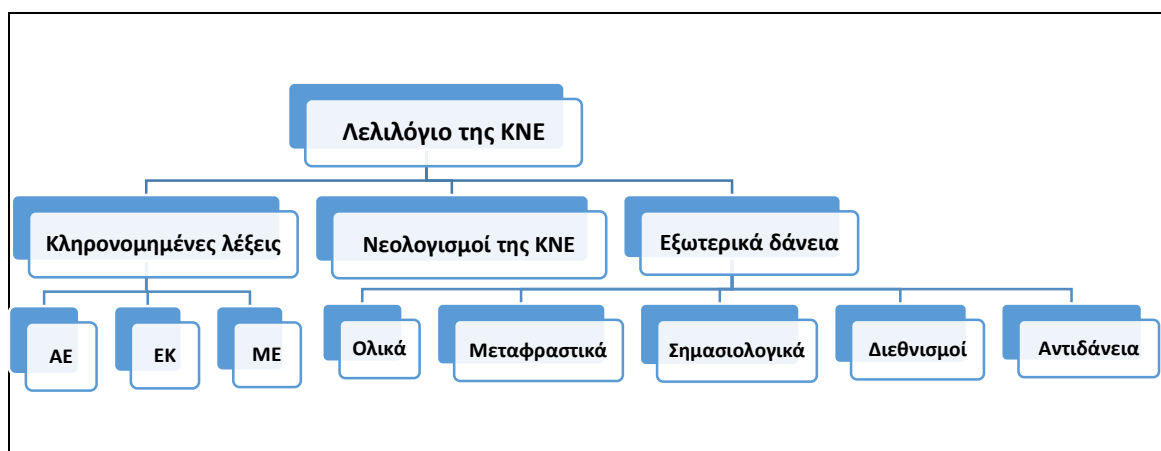 Λελιλόγιο της ΚΝΕ
Κληρονομημένες λέξεις
Νεολογισμοί της ΚΝΕ
Εξωτερικά δάνεια
ΑΕ
ΕΚ
ΜΕ
Ολικά
Μεταφραστικά
Σημασιολογικά
Διεθνισμοί
Αντιδάνεια